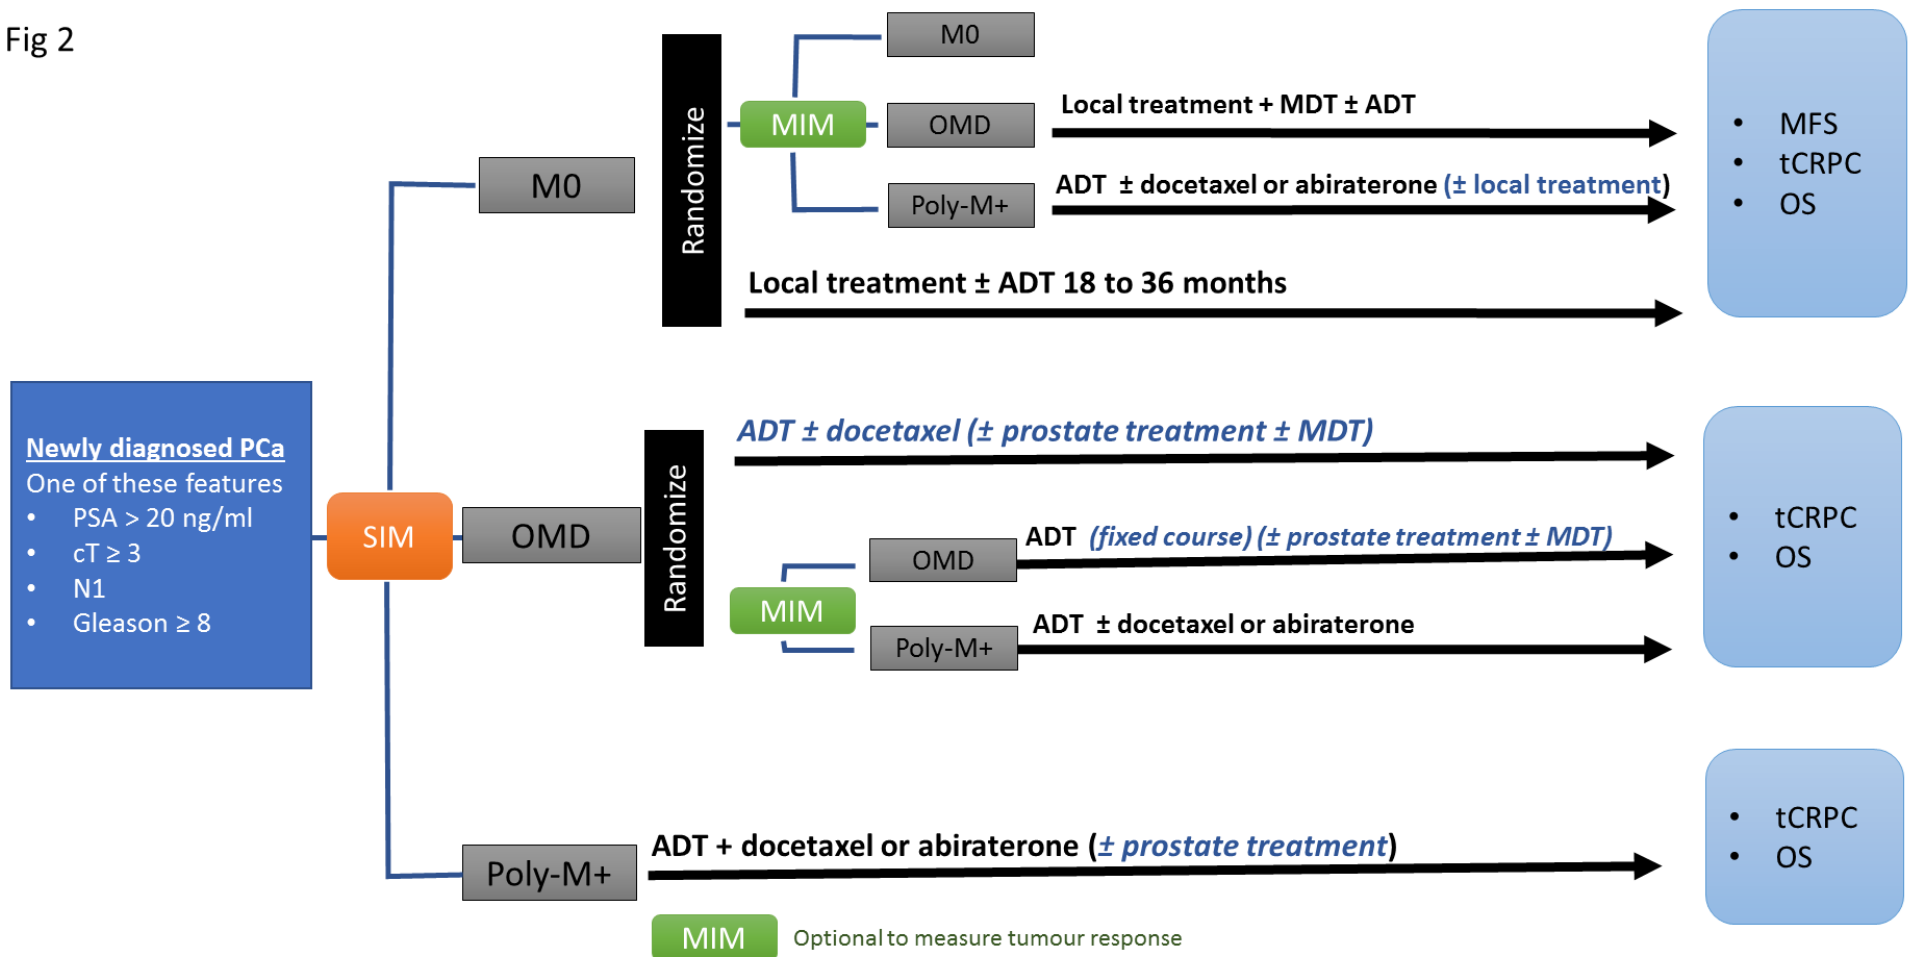 Fig 2
Newly diagnosed PCa
One of these features
• PSA > 20 ng/ml
• cT ≥ 3
• N1
• Gleason ≥ 8
SIM
M0
Randomize
MIM
M0
OMD
Local treatment + MDT ± ADT
Poly-M+
ADT ± docetaxel or abiraterone (± local treatment)
Local treatment ± ADT 18 to 36 months
• MFS
• tCRPC
• OS
OMD
Randomize
ADT ± docetaxel (± prostate treatment ± MDT)
MIM
OMD
ADT (fixed course) (± prostate treatment ± MDT)
Poly-M+
ADT ± docetaxel or abiraterone
• tCRPC
• OS
Poly-M+
ADT + docetaxel or abiraterone (± prostate treatment)
MIM
Optional to measure tumour response
• tCRPC
• OS